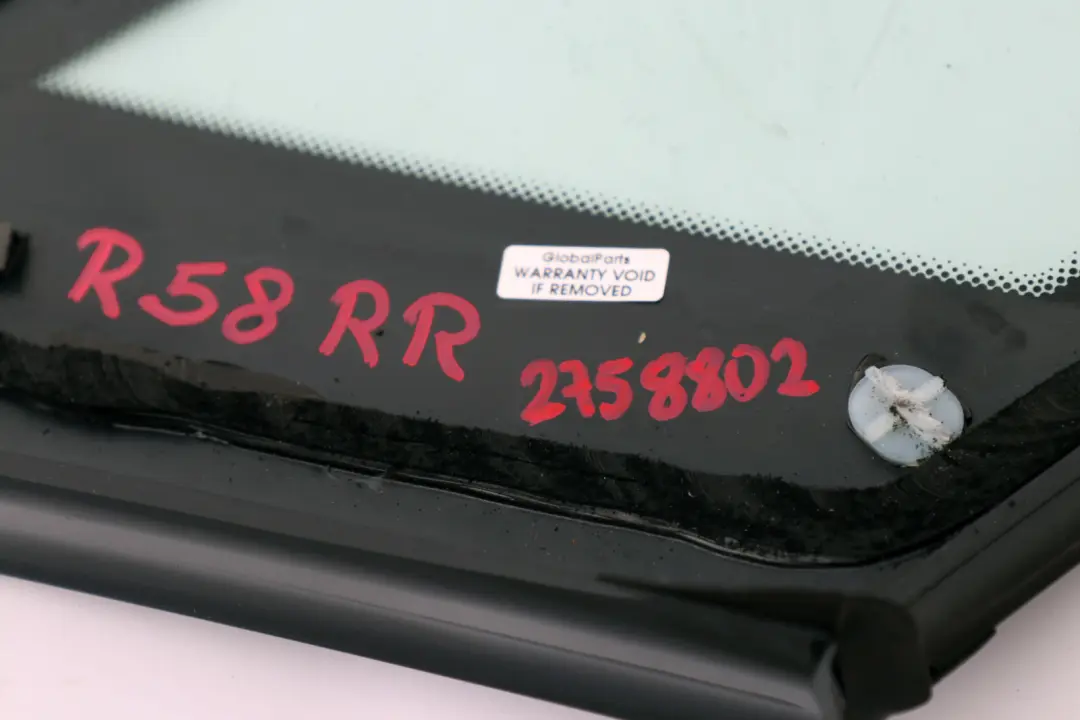 R58 RR
GlobalParts
WARRANTY VOID
IF REMOVED
2758802